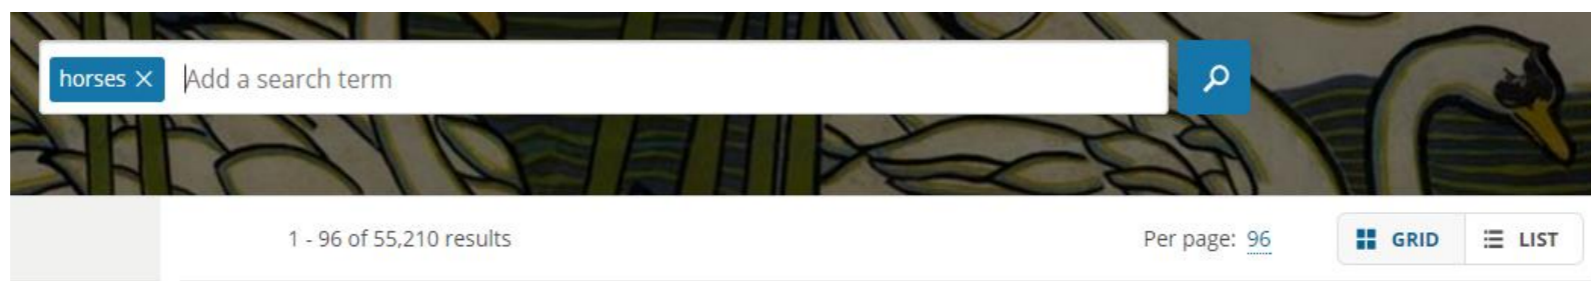 horses × Add a search term
1 - 96 of 55,210 results Per page: 96 GRID LIST